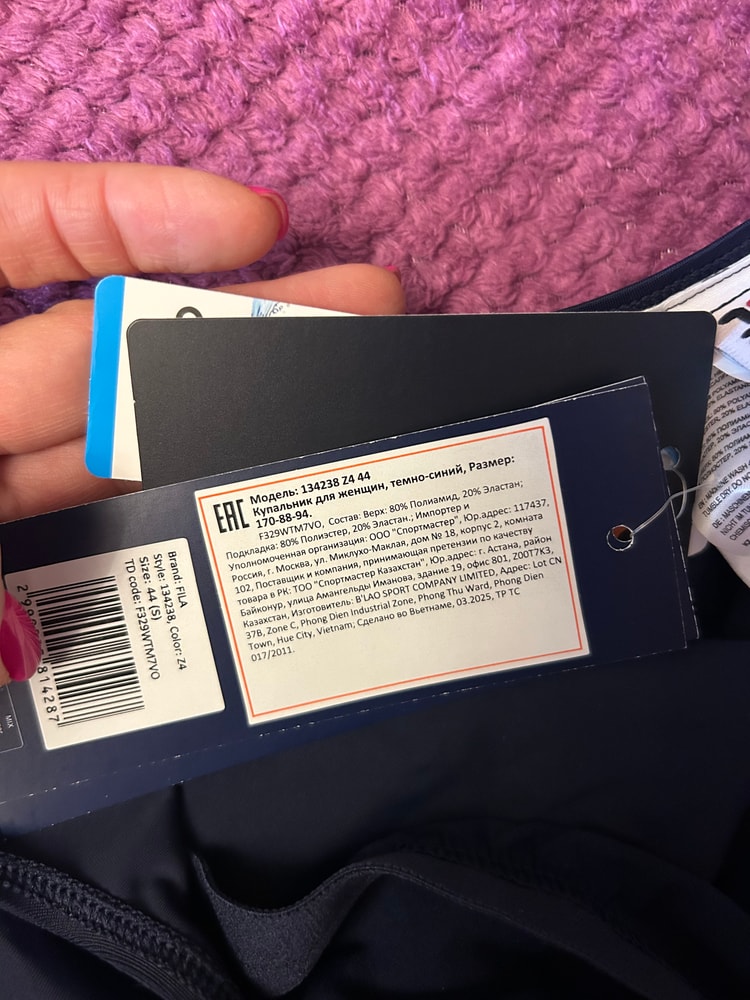 EAC
Модель: 134238 Z4 44
Купальник для женщин, темно-синий, Размер:
170-88-94.
F329WTM7VO, Состав: Верх: 80% Полиамид, 20% Эластан;
Подкладка: 80% Полиэстер, 20% Эластан.; Импортер и
Уполномоченная организация: ООО "Спортмастер", Юр.адрес: 117437,
Россия, г. Москва, ул. Миклухо-Маклая, дом № 18, корпус 2, комната
102, Поставщик и компания, принимающая претензии по качеству
товара в РК: ТОО "Спортмастер Казахстан", Юр.адрес: г. Астана, район
Байконур, улица Амангельды Иманова, здание 19, офис 801, Z00T7K3,
Казахстан, Изготовитель: B'LAO SPORT COMPANY LIMITED, Адрес: Lot CN
37B, Zone C, Phong Dien Industrial Zone, Phong Thu Ward, Phong Dien
Town, Hue City, Vietnam; Сделано во Вьетнаме, 03.2025, ТР ТС
017/2011.
Brand: FILA
Style: 134238, Color: Z4
Size: 44 (S)
TD code: F329WTM7VO
814287
MIX